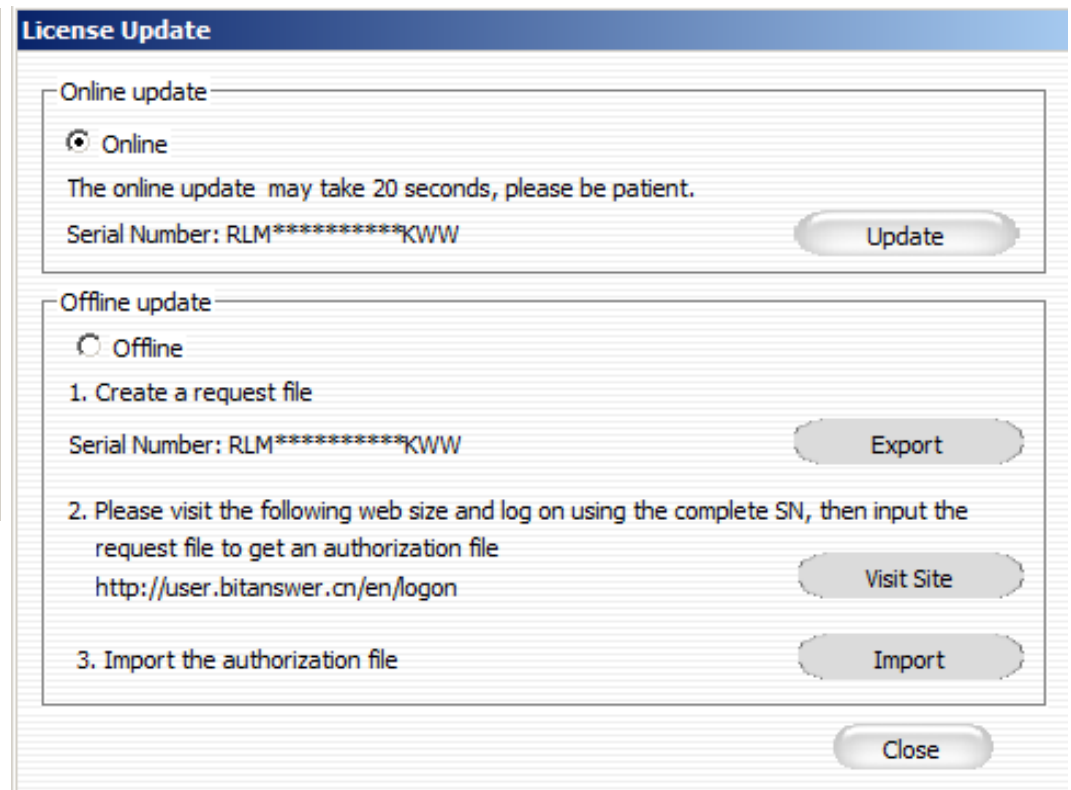 License Update
Online update
Online
The online update may take 20 seconds, please be patient.
Serial Number: RLM**********KWW
Update
Offline update
Offline
1. Create a request file
Serial Number: RLM**********KWW
Export
2. Please visit the following web size and log on using the complete SN, then input the
request file to get an authorization file
http://user.bitanswer.cn/en/logon
Visit Site
3. Import the authorization file
Import
Close